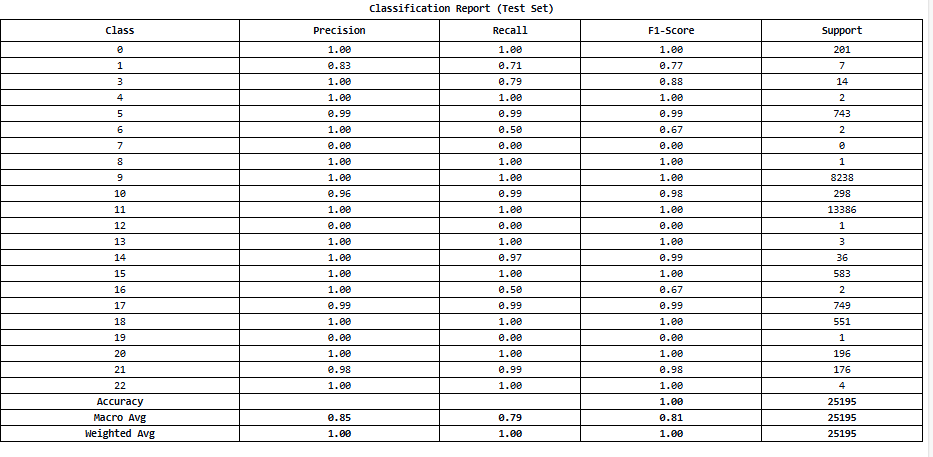 Classification Report (Test Set)
Class Precision Recall F1-Score Support
0 1.00 1.00 1.00 201
1 0.83 0.71 0.77 7
3 1.00 0.79 0.88 14
4 1.00 1.00 1.00 2
5 0.99 0.99 0.99 743
6 1.00 0.50 0.67 2
7 0.00 0.00 0.00 0
8 1.00 1.00 1.00 1
9 1.00 1.00 1.00 8238
10 0.96 0.99 0.98 298
11 1.00 1.00 1.00 13386
12 0.00 0.00 0.00 1
13 1.00 1.00 1.00 3
14 1.00 0.97 0.99 36
15 1.00 1.00 1.00 583
16 1.00 0.50 0.67 2
17 0.99 0.99 0.99 749
18 1.00 1.00 1.00 551
19 0.00 0.00 0.00 1
20 1.00 1.00 1.00 196
21 0.98 0.99 0.98 176
22 1.00 1.00 1.00 4
Accuracy 1.00 25195
Macro Avg 0.85 0.79 0.81 25195
Weighted Avg 1.00 1.00 1.00 25195